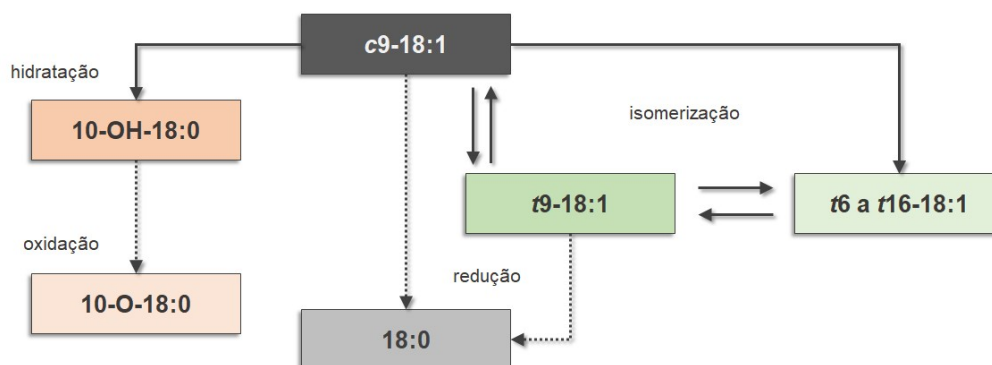 c9-18:1
hidratação
10-OH-18:0
isomerização
t9-18:1
t6 a t16-18:1
oxidação
redução
10-O-18:0
18:0